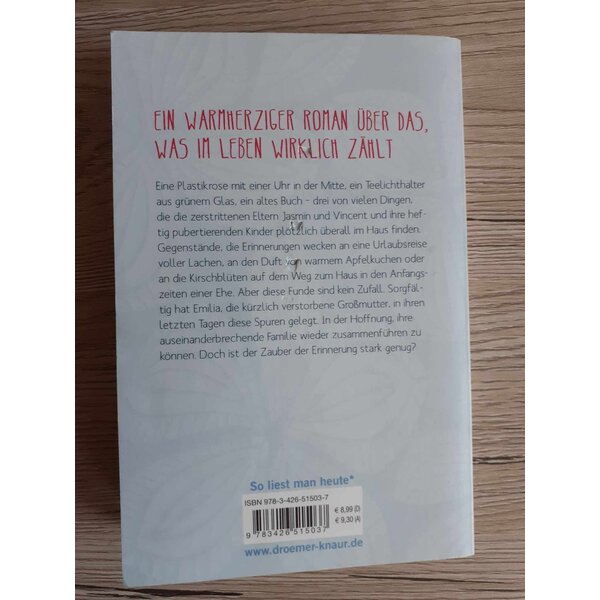 EIN WARMHERZIGER ROMAN ÜBER DAS,
WAS IM LEBEN WIRKLICH ZÄHLT
Eine Plastikrose mit einer Uhr in der Mitte, ein Teelichthalter
aus grünem Glas, ein altes Buch – drei von vielen Dingen,
die die zerstrittenen Eltern Jasmin und Vincent und ihre hef-
tig pubertierenden Kinder plötzlich überall im Haus finden.
Gegenstände, die Erinnerungen wecken an eine Urlaubsreise
voller Lachen, an den Duft von warmem Apfelkuchen oder
an die Kirschblüten auf dem Weg zum Haus in den Anfangs-
zeiten einer Ehe. Aber diese Funde sind kein Zufall. Sorgfäl-
tig hat Emilia, die kürzlich verstorbene Großmutter, in ihren
letzten Tagen diese Spuren gelegt. In der Hoffnung, ihre
auseinanderbrechende Familie wieder zusammenführen zu
können. Doch ist der Zauber der Erinnerung stark genug?
So liest man heute*
ISBN 978-3-426-51503-7
€ 8,99 (D)
€ 9,30 (A)
9 783426 515037
www.droemer-knaur.de